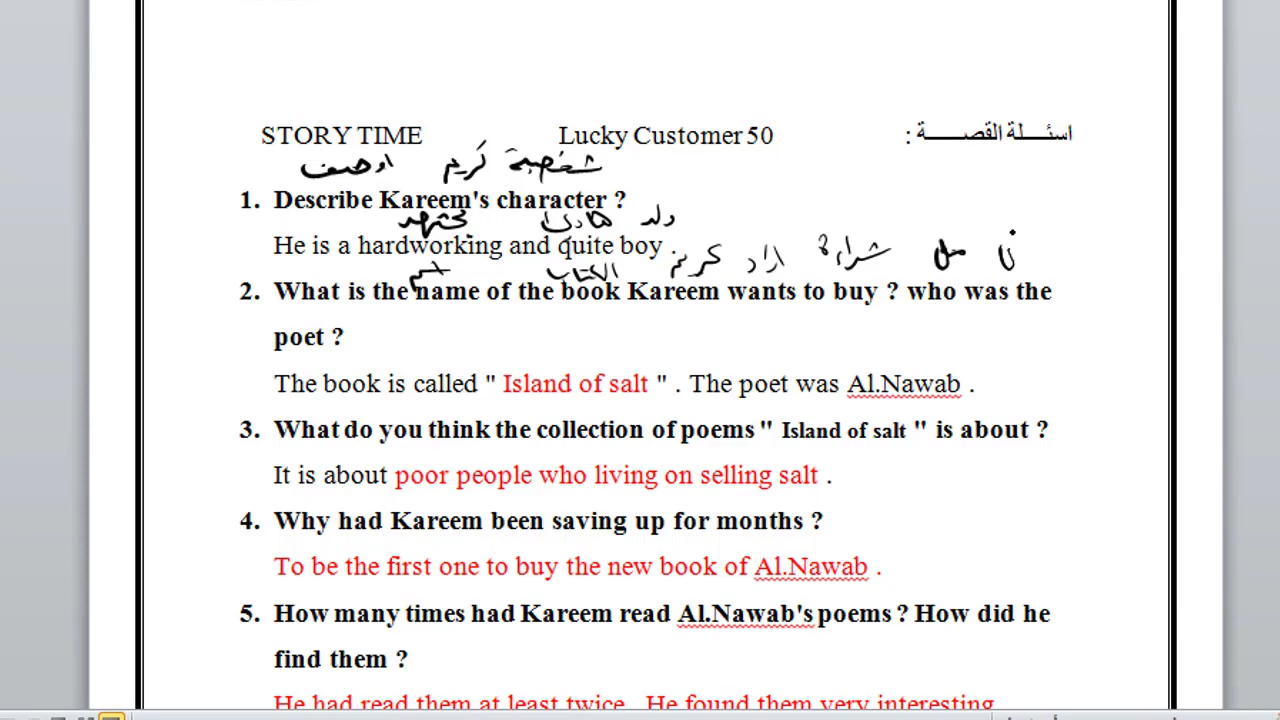 STORY TIME Lucky Customer 50 اسئـــلة القصـــــة :
اوصف كريم شخصية
1. Describe Kareem's character ?
مجتهد هادئ ولد
He is a hardworking and quite boy .
اسم الكتاب كريم اراد شراءه من
2. What is the name of the book Kareem wants to buy ? who was the
poet ?
The book is called " Island of salt " . The poet was Al.Nawab .
3. What do you think the collection of poems " Island of salt " is about ?
It is about poor people who living on selling salt .
4. Why had Kareem been saving up for months ?
To be the first one to buy the new book of Al.Nawab .
5. How many times had Kareem read Al.Nawab's poems ? How did he
find them ?
He had read them at least twice . He found them very interesting